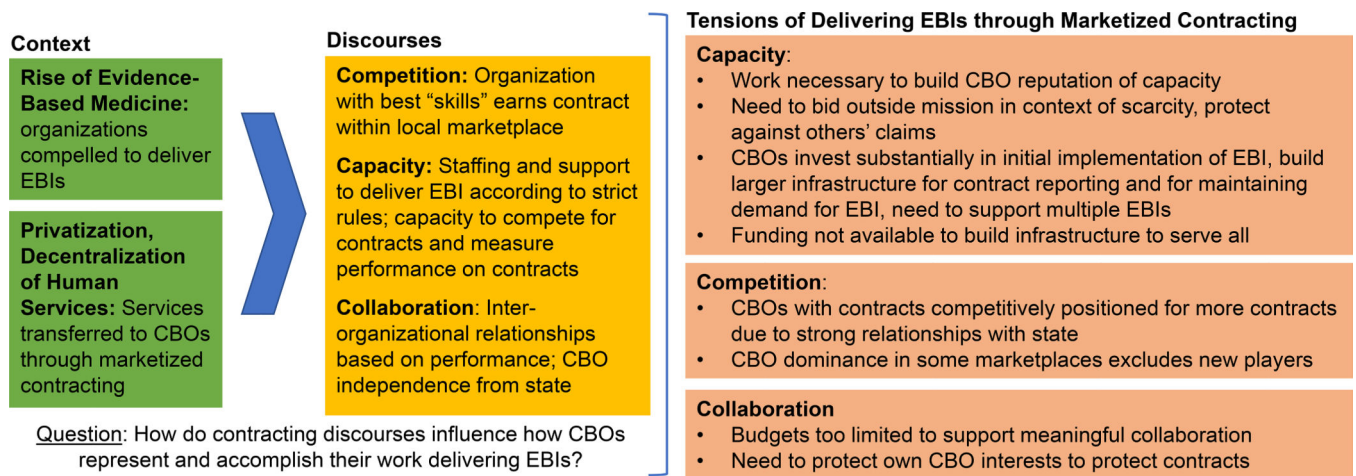 Context
Rise of Evidence-
Based Medicine:
organizations
compelled to deliver
EBIs
Privatization,
Decentralization
of Human
Services: Services
transferred to CBOs
through marketized
contracting
Discourses
Competition: Organization
with best “skills” earns contract
within local marketplace
Capacity: Staffing and support
to deliver EBI according to strict
rules; capacity to compete for
contracts and measure
performance on contracts
Collaboration: Inter-
organizational relationships
based on performance; CBO
independence from state
Question: How do contracting discourses influence how CBOs
represent and accomplish their work delivering EBIs?
Tensions of Delivering EBIs through Marketized Contracting
Capacity:
• Work necessary to build CBO reputation of capacity
• Need to bid outside mission in context of scarcity, protect
against others’ claims
• CBOs invest substantially in initial implementation of EBI, build
larger infrastructure for contract reporting and for maintaining
demand for EBI, need to support multiple EBIs
• Funding not available to build infrastructure to serve all
Competition:
• CBOs with contracts competitively positioned for more contracts
due to strong relationships with state
• CBO dominance in some marketplaces excludes new players
Collaboration
• Budgets too limited to support meaningful collaboration
• Need to protect own CBO interests to protect contracts